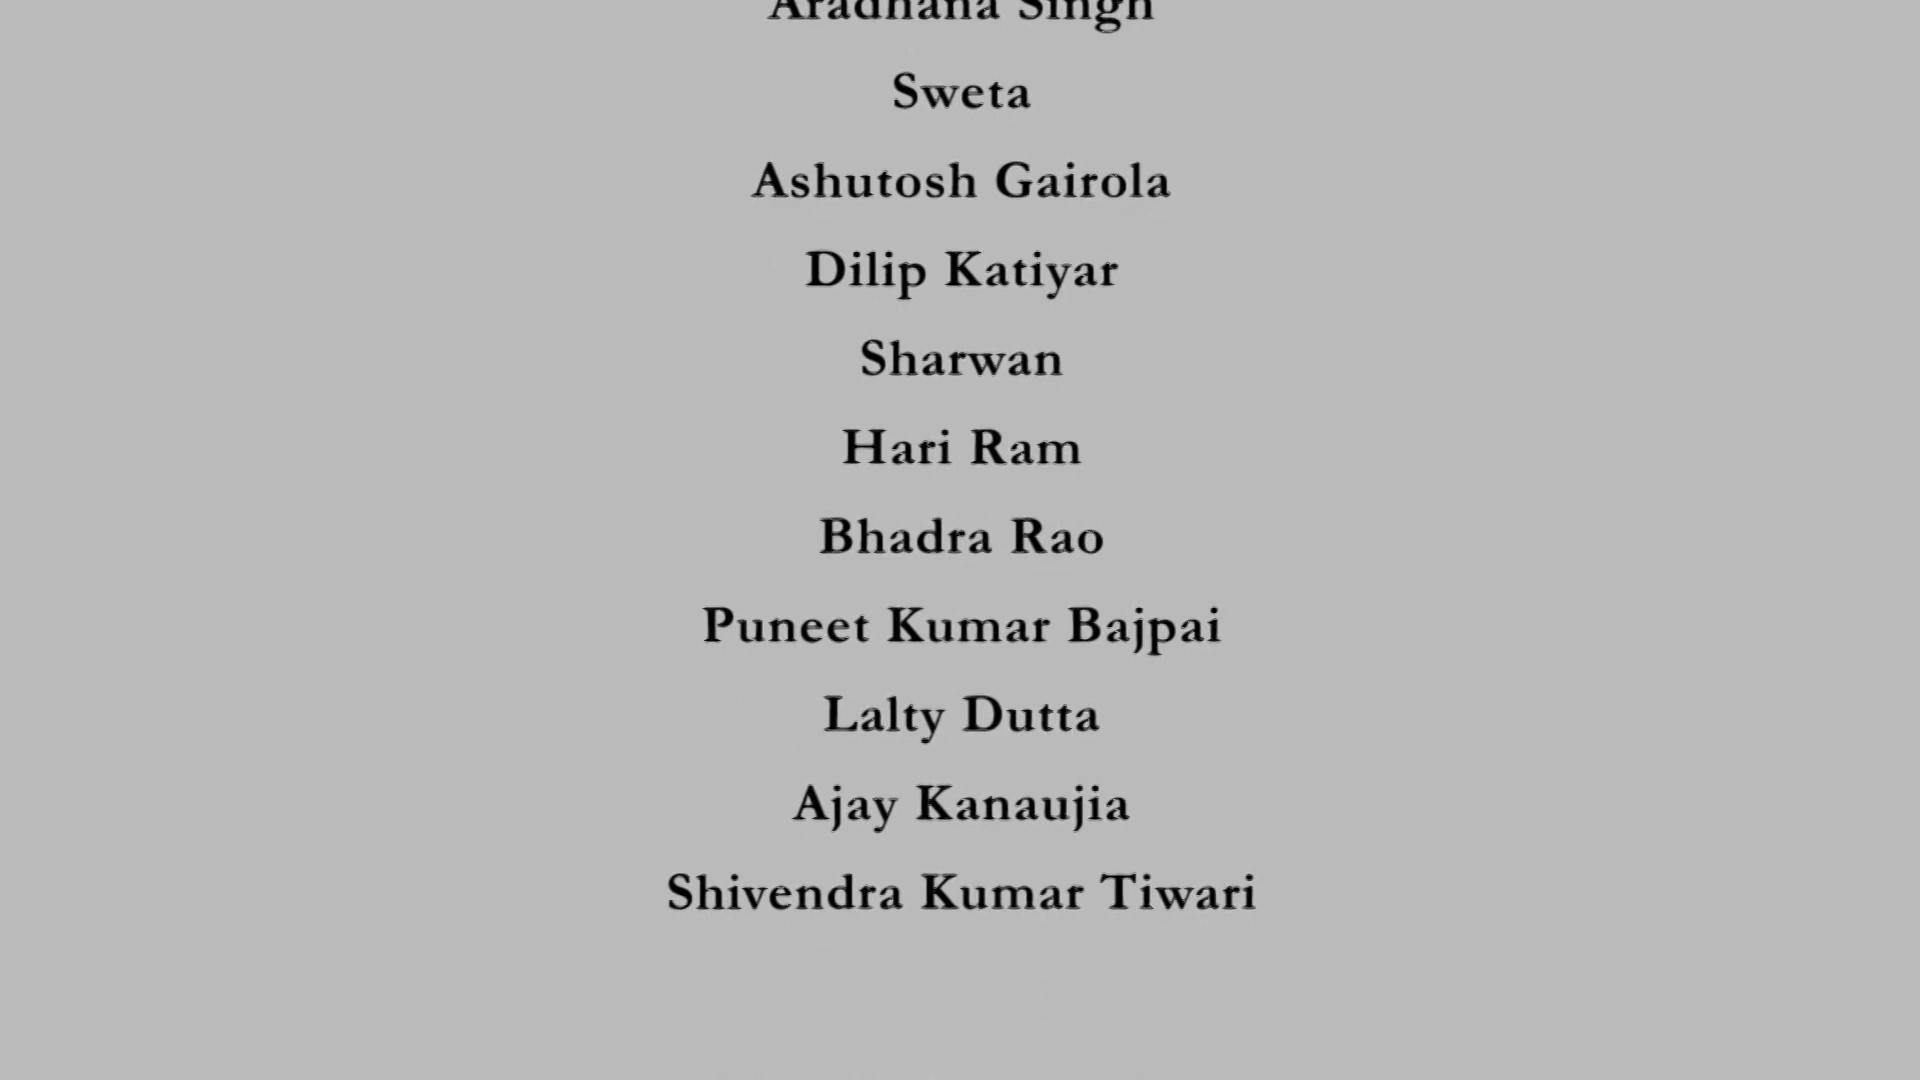 Aradhana Singh
Sweta
Ashutosh Gairola
Dilip Katiyar
Sharwan
Hari Ram
Bhadra Rao
Puneet Kumar Bajpai
Lalty Dutta
Ajay Kanaujia
Shivendra Kumar Tiwari